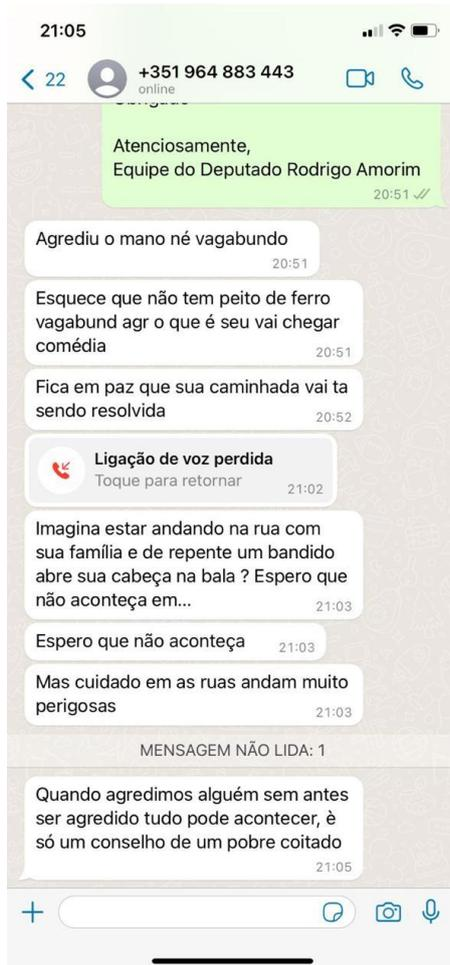 21:05
22
+351 964 883 443
online
Obrigado
Atenciosamente,
Equipe do Deputado Rodrigo Amorim
20:51
Agrediu o mano né vagabundo
20:51
Esquece que não tem peito de ferro
vagabund agr o que é seu vai chegar
comédia
20:51
Fica em paz que sua caminhada vai ta
sendo resolvida
20:52
Ligação de voz perdida
Toque para retornar
21:02
Imagina estar andando na rua com
sua família e de repente um bandido
abre sua cabeça na bala ? Espero que
não aconteça em...
21:03
Espero que não aconteça
21:03
Mas cuidado em as ruas andam muito
perigosas
21:03
MENSAGEM NÃO LIDA: 1
Quando agredimos alguém sem antes
ser agredido tudo pode acontecer, è
só um conselho de um pobre coitado
21:05